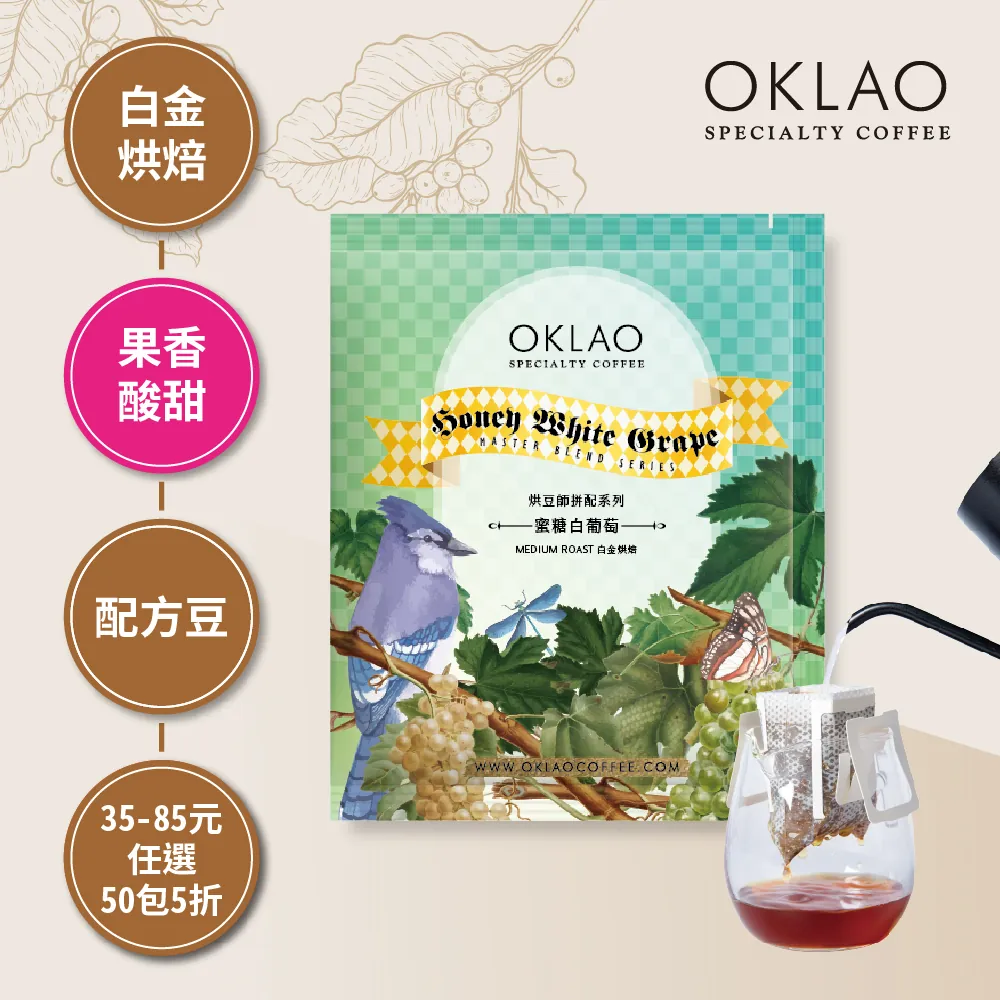 白金
烘焙
果香
酸甜
配方豆
35-85元
任選
50包5折
OKLAO
SPECIALTY COFFEE
OKLAO
SPECIALTY COFFEE
Honey White Grape
MASTER BLEND SERIES
烘豆師拼配系列
蜜糖白葡萄
MEDIUM ROAST 白金烘焙
WWW.OKLAOCOFFEE.COM